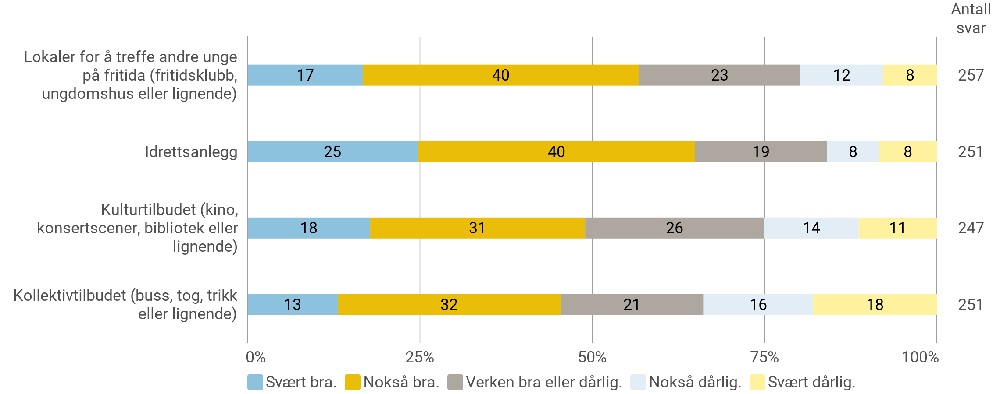 Antall
svar
Lokaler for å treffe andre unge
på fritida (fritidsklubb,
ungdomshus eller lignende)
17 40 23 12 8 257
Idrettsanlegg 25 40 19 8 8 251
Kulturtilbudet (kino,
konsertscener, bibliotek eller
lignende)
18 31 26 14 11 247
Kollektivtilbudet (buss, tog, trikk
eller lignende)
13 32 21 16 18 251
0% 25% 50% 75% 100%
Svært bra. Nokså bra. Verken bra eller dårlig. Nokså dårlig. Svært dårlig.